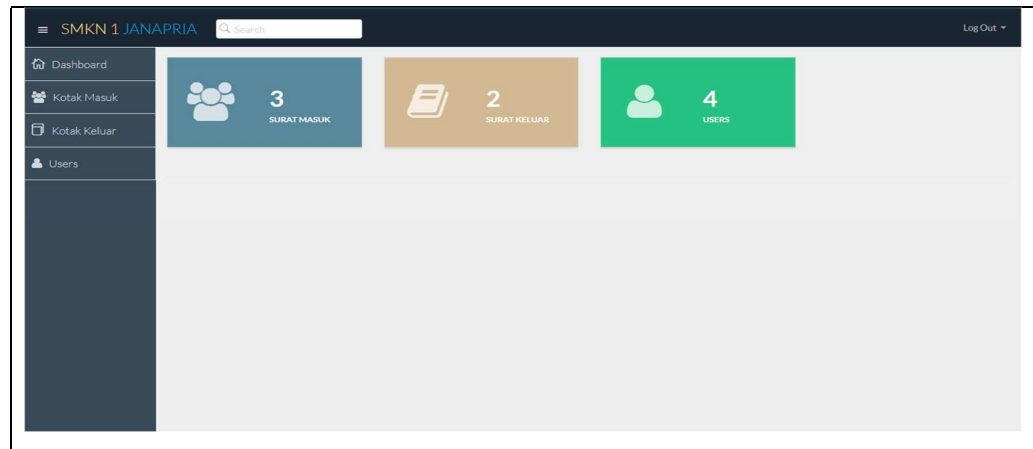 SMKN 1 JANAPRIA
Search
Log Out
Dashboard
Kotak Masuk
Kotak Keluar
Users
3
SURAT MASUK
2
SURAT KELUAR
4
USERS